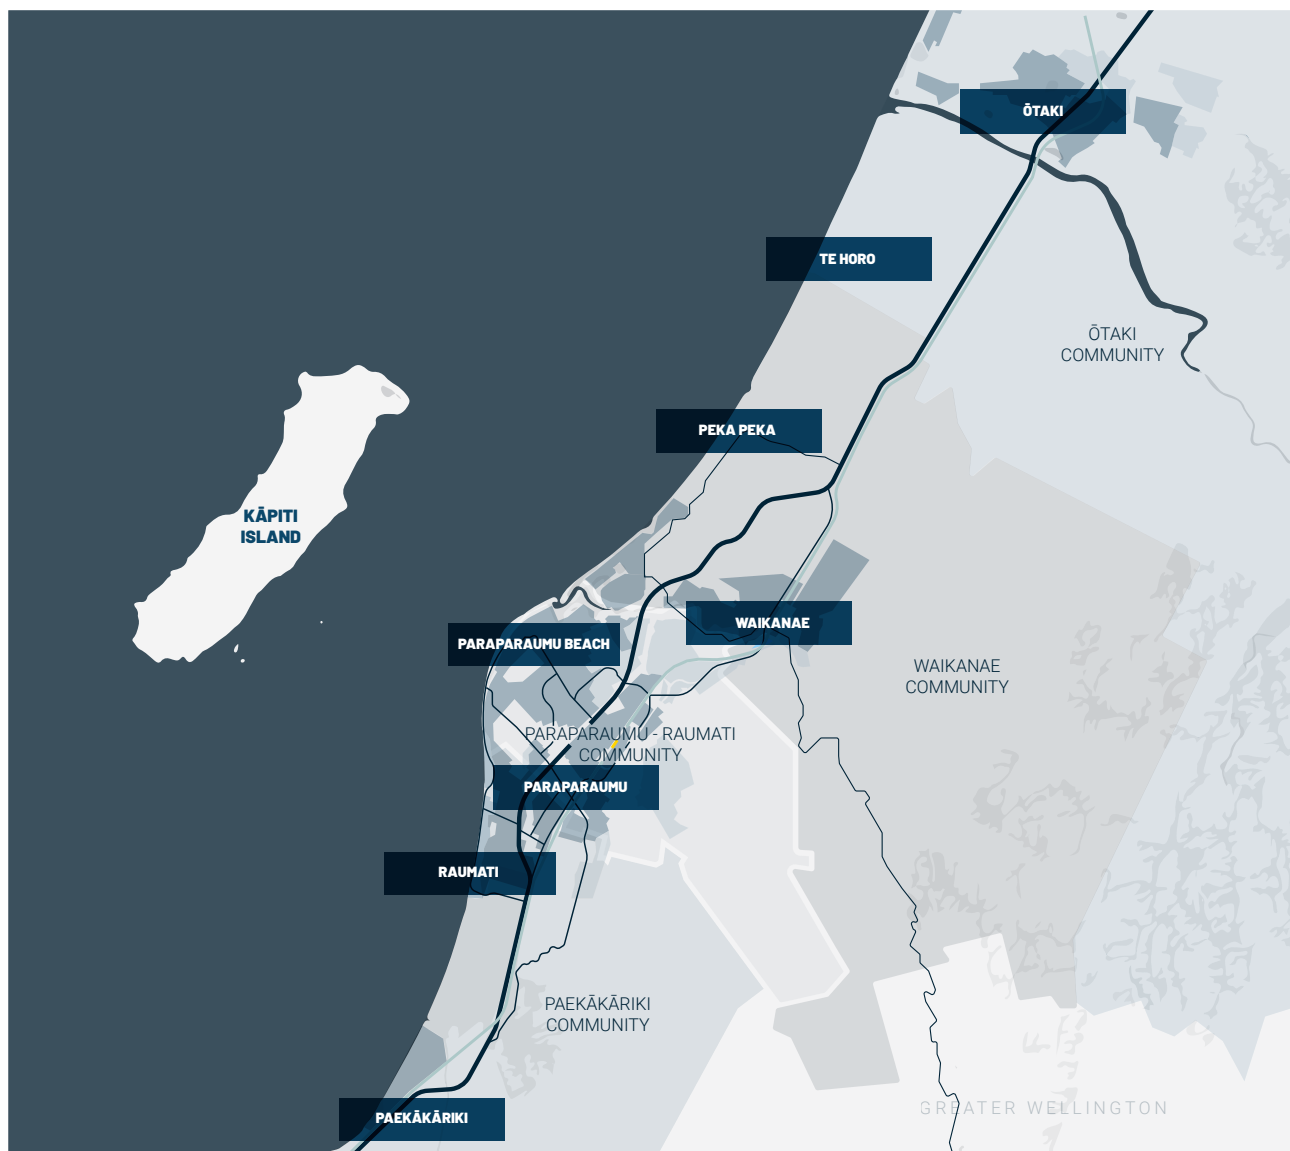 ŌTAKI
TE HORO
ŌTAKI
COMMUNITY
PEKA PEKA
KĀPITI
ISLAND
WAIKANAE
PARAPARAUMU BEACH
WAIKANAE
COMMUNITY
PARAPARAUMU - RAUMATI
COMMUNITY
PARAPARAUMU
RAUMATI
PAEKĀKĀRIKI
COMMUNITY
GREATER WELLINGTON
PAEKĀKĀRIKI